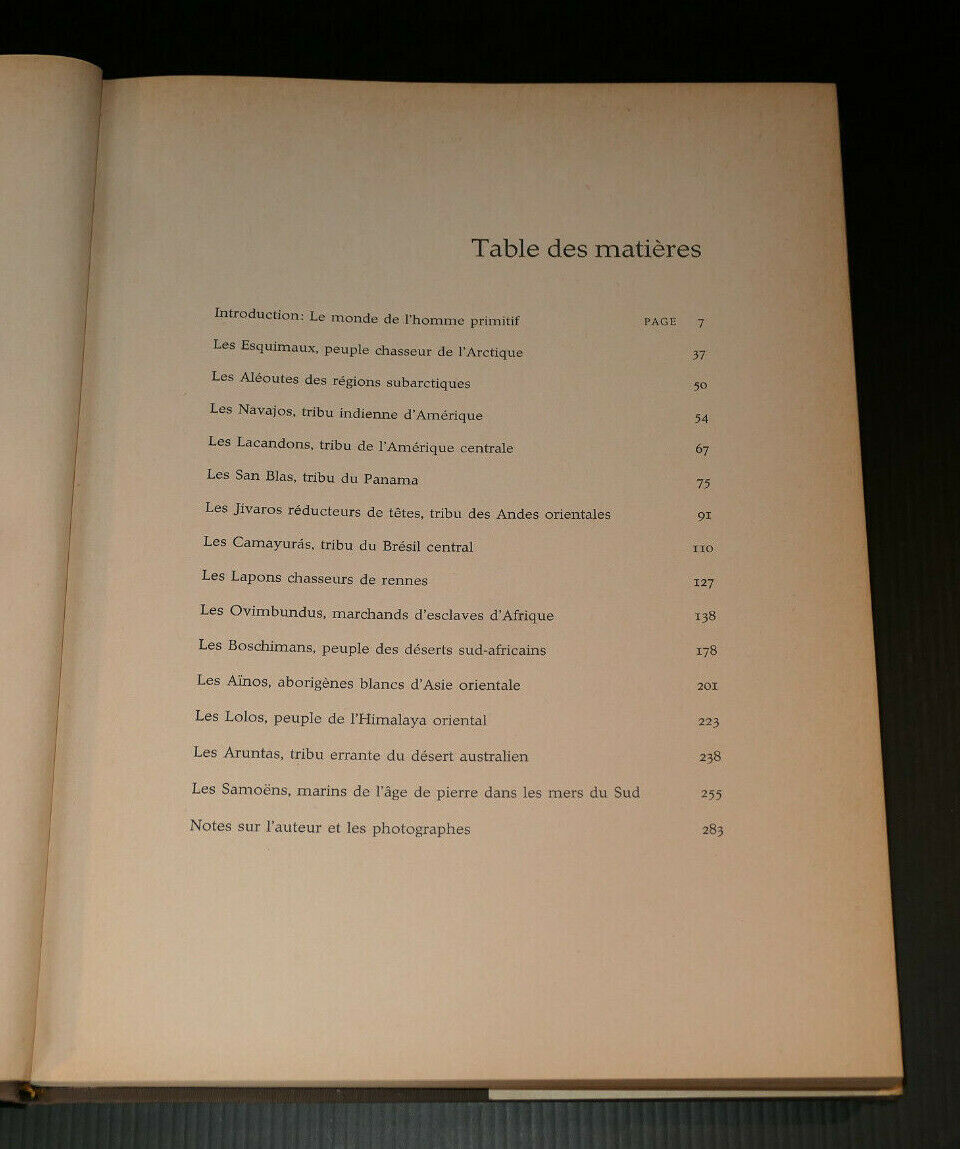 Table des matières
Introduction: Le monde de l'homme primitif PAGE 7
Les Esquimaux, peuple chasseur de l'Arctique 37
Les Aléoutes des régions subarctiques 50
Les Navajos, tribu indienne d'Amérique 54
Les Lacandons, tribu de l'Amérique centrale 67
Les San Blas, tribu du Panama 75
Les Jívaros réducteurs de têtes, tribu des Andes orientales 91
Les Camayurás, tribu du Brésil central 110
Les Lapons chasseurs de rennes 127
Les Ovimbundus, marchands d'esclaves d'Afrique 138
Les Boschimans, peuple des déserts sud-africains 178
Les Aïnos, aborigènes blancs d'Asie orientale 201
Les Lolos, peuple de l'Himalaya oriental 223
Les Aruntas, tribu errante du désert australien 238
Les Samoëns, marins de l'âge de pierre dans les mers du Sud 255
Notes sur l'auteur et les photographes 283